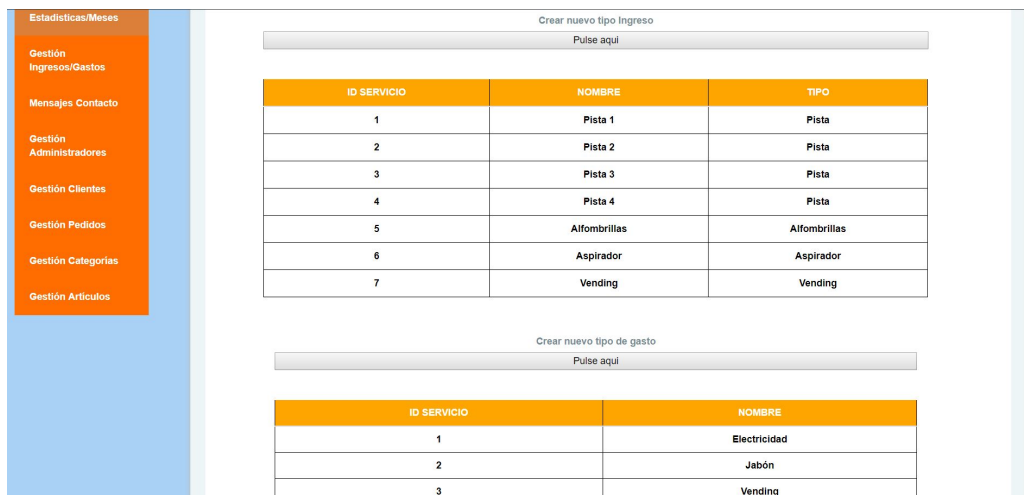 Estadisticas/Meses
Gestión
Ingresos/Gastos
Mensajes Contacto
Gestión
Administradores
Gestión Clientes
Gestión Pedidos
Gestión Categorías
Gestión Articulos
Crear nuevo tipo Ingreso
Pulse aqui
ID SERVICIO NOMBRE TIPO
1 Pista 1 Pista
2 Pista 2 Pista
3 Pista 3 Pista
4 Pista 4 Pista
5 Alfombrillas Alfombrillas
6 Aspirador Aspirador
7 Vending Vending
Crear nuevo tipo de gasto
Pulse aqui
ID SERVICIO NOMBRE
1 Electricidad
2 Jabón
3 Vending